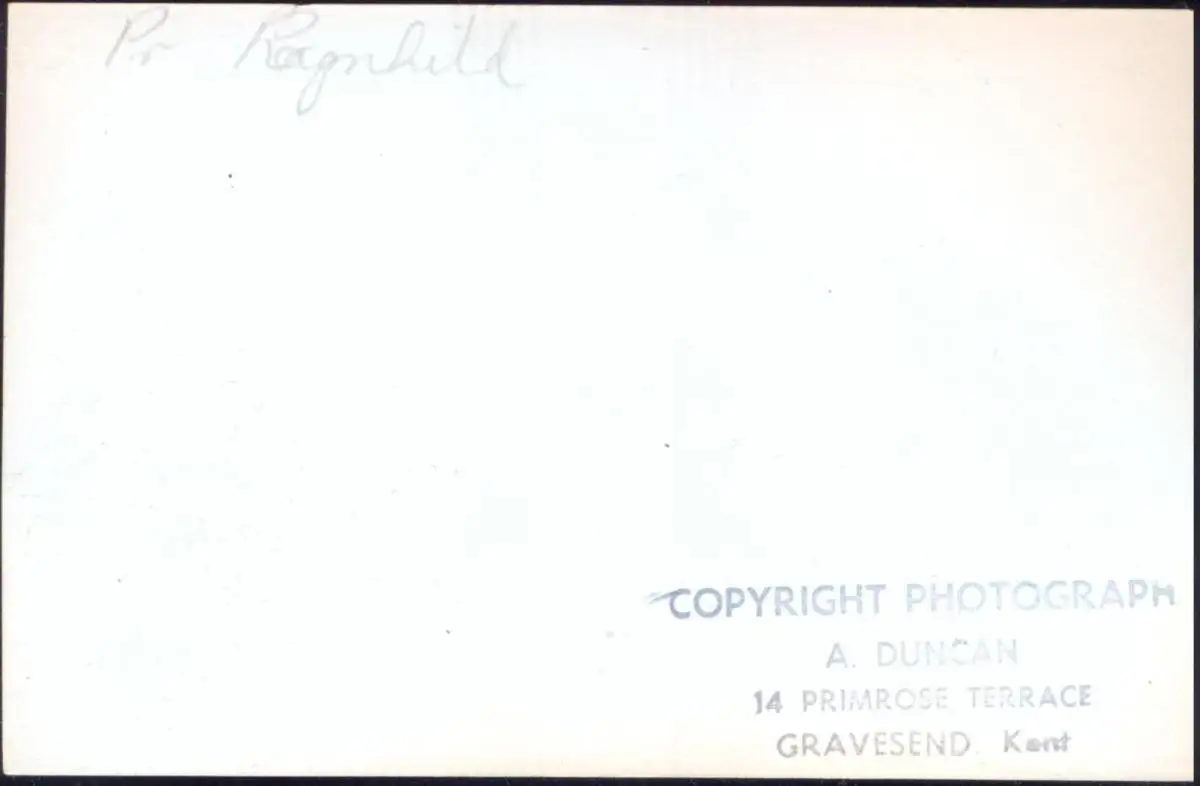 Pr Ragnhild
COPYRIGHT PHOTOGRAPH
A. DUNCAN
14 PRIMROSE TERRACE
GRAVESEND. Kent